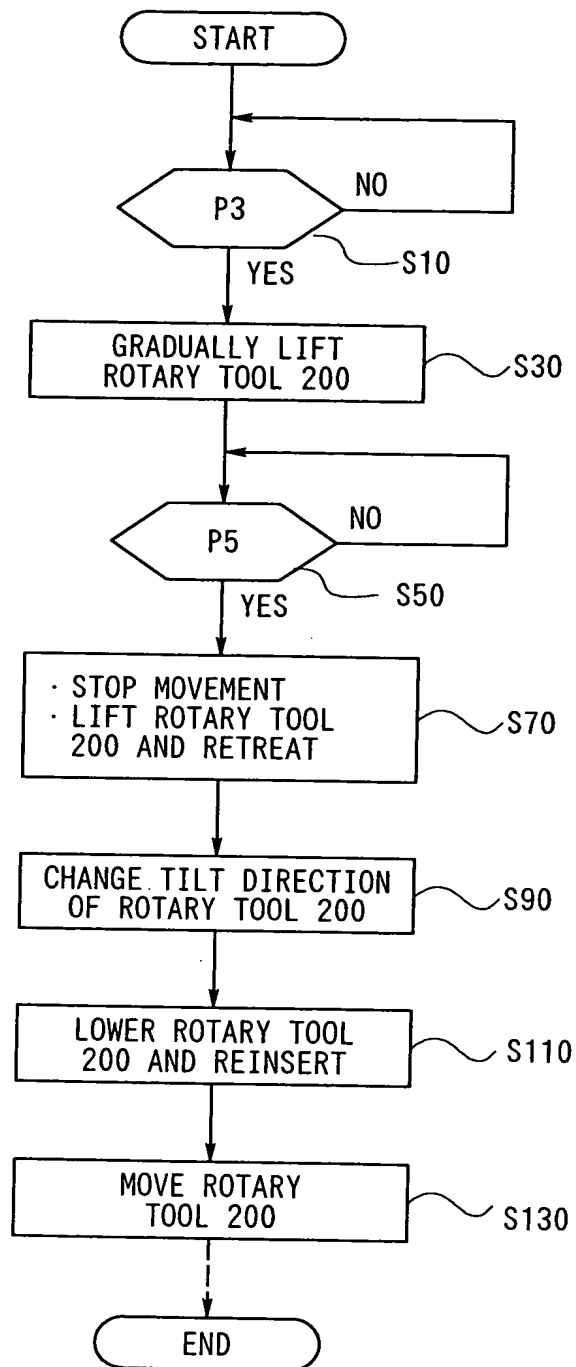 START
P3
NO
S10
YES
GRADUALLY LIFT
ROTARY TOOL 200
S30
P5
NO
S50
YES
· STOP MOVEMENT
· LIFT ROTARY TOOL
200 AND RETREAT
S70
CHANGE TILT DIRECTION
OF ROTARY TOOL 200
S90
LOWER ROTARY TOOL
200 AND REINSERT
S110
MOVE ROTARY
TOOL 200
S130
END